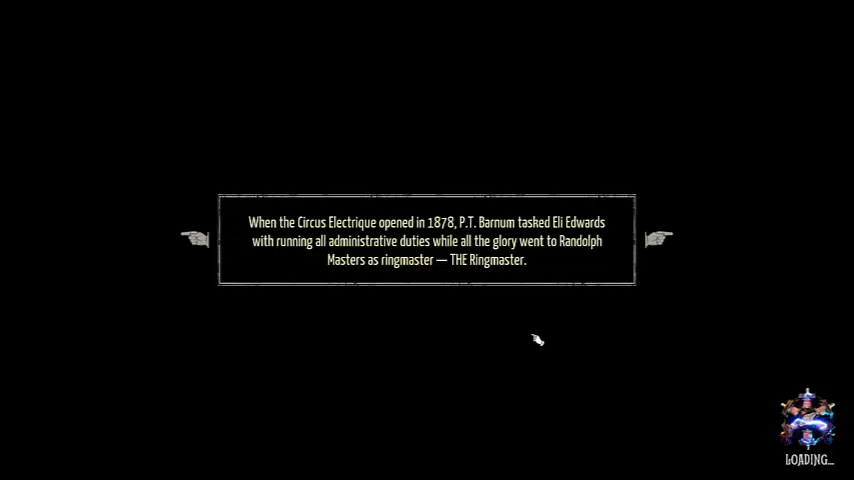 When the Circus Electrique opened in 1878, P.T. Barnum tasked Eli Edwards
with running all administrative duties while all the glory went to Randolph
Masters as ringmaster — THE Ringmaster.
LOADING...